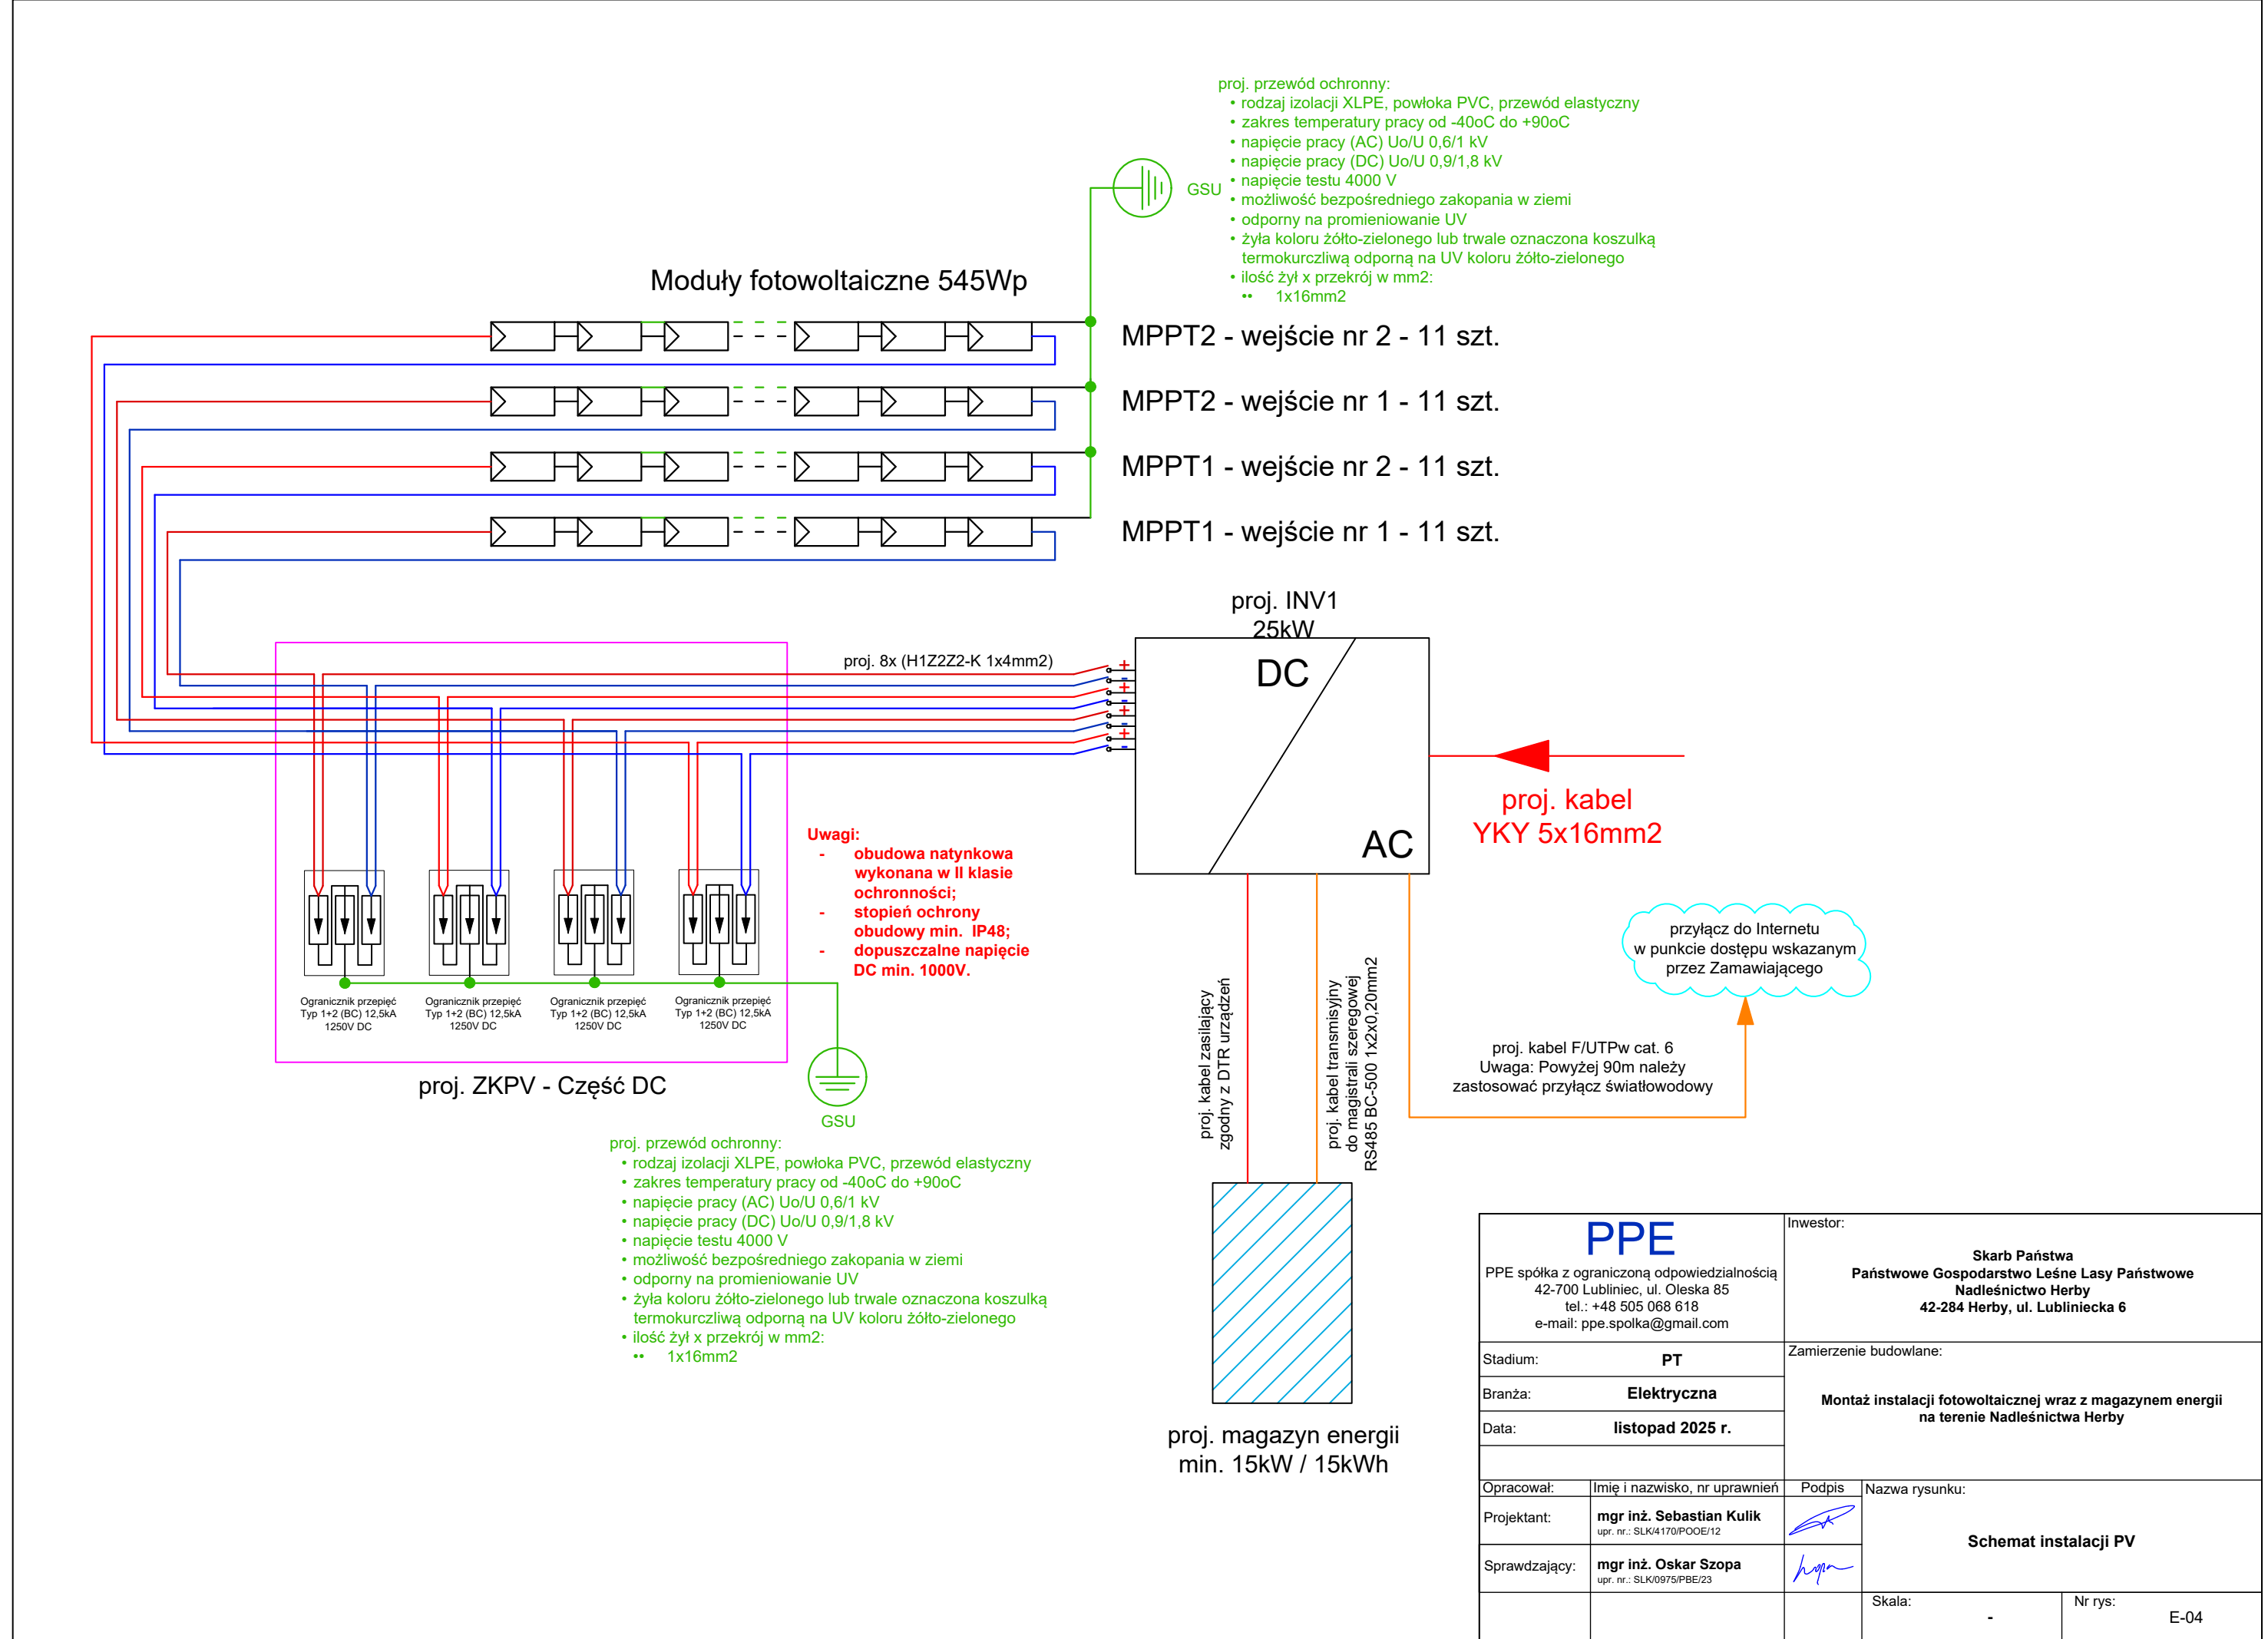 proj. przewód ochronny:
• rodzaj izolacji XLPE, powłoka PVC, przewód elastyczny
• zakres temperatury pracy od -40oC do +90oC
• napięcie pracy (AC) Uo/U 0,6/1 kV
• napięcie pracy (DC) Uo/U 0,9/1,8 kV
• napięcie testu 4000 V
• możliwość bezpośredniego zakopania w ziemi
• odporny na promieniowanie UV
• żyła koloru żółto-zielonego lub trwale oznaczona koszulką
termokurczliwą odporną na UV koloru żółto-zielonego
• ilość żył x przekrój w mm2:
•• 1x16mm2
GSU
Moduły fotowoltaiczne 545Wp
MPPT2 - wejście nr 2 - 11 szt.
MPPT2 - wejście nr 1 - 11 szt.
MPPT1 - wejście nr 2 - 11 szt.
MPPT1 - wejście nr 1 - 11 szt.
proj. INV1
25kW
proj. 8x (H1Z2Z2-K 1x4mm2)
+
-
+
-
+
-
+
-
DC
AC
proj. kabel
YKY 5x16mm2
Uwagi:
- obudowa natynkowa
wykonana w II klasie
ochronności;
- stopień ochrony
obudowy min. IP48;
- dopuszczalne napięcie
DC min. 1000V.
Ogranicznik przepięć
Typ 1+2 (BC) 12,5kA
1250V DC
Ogranicznik przepięć
Typ 1+2 (BC) 12,5kA
1250V DC
Ogranicznik przepięć
Typ 1+2 (BC) 12,5kA
1250V DC
Ogranicznik przepięć
Typ 1+2 (BC) 12,5kA
1250V DC
proj. ZKPV - Część DC
GSU
proj. przewód ochronny:
• rodzaj izolacji XLPE, powłoka PVC, przewód elastyczny
• zakres temperatury pracy od -40oC do +90oC
• napięcie pracy (AC) Uo/U 0,6/1 kV
• napięcie pracy (DC) Uo/U 0,9/1,8 kV
• napięcie testu 4000 V
• możliwość bezpośredniego zakopania w ziemi
• odporny na promieniowanie UV
• żyła koloru żółto-zielonego lub trwale oznaczona koszulką
termokurczliwą odporną na UV koloru żółto-zielonego
• ilość żył x przekrój w mm2:
•• 1x16mm2
proj. kabel zasilający
zgodny z DTR urządzeń
proj. kabel transmisyjny
do magistrali szeregowej
RS485 BC-500 1x2x0,20mm2
przyłącz do Internetu
w punkcie dostępu wskazanym
przez Zamawiającego
proj. kabel F/UTPw cat. 6
Uwaga: Powyżej 90m należy
zastosować przyłącz światłowodowy
proj. magazyn energii
min. 15kW / 15kWh
PPE
PPE spółka z ograniczoną odpowiedzialnością
42-700 Lubliniec, ul. Oleska 85
tel.: +48 505 068 618
e-mail: ppe.spolka@gmail.com
Inwestor:
Skarb Państwa
Państwowe Gospodarstwo Leśne Lasy Państwowe
Nadleśnictwo Herby
42-284 Herby, ul. Lubliniecka 6
Stadium: PT
Branża: Elektryczna
Data: listopad 2025 r.
Zamierzenie budowlane:
Montaż instalacji fotowoltaicznej wraz z magazynem energii
na terenie Nadleśnictwa Herby
Opracował: Imię i nazwisko, nr uprawnień Podpis
Projektant: mgr inż. Sebastian Kulik
upr. nr.: SLK/4170/POOE/12
Sprawdzający: mgr inż. Oskar Szopa
upr. nr.: SLK/0975/PBE/23
Nazwa rysunku:
Schemat instalacji PV
Skala: -
Nr rys: E-04